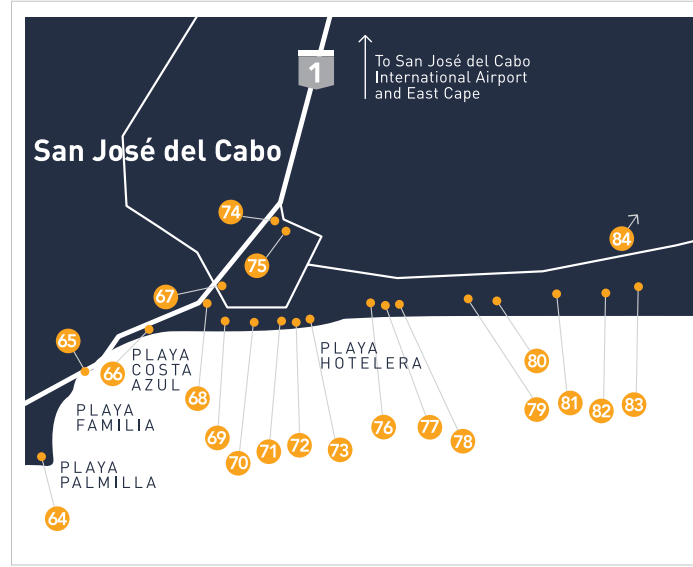 1
To San José del Cabo
International Airport
and East Cape
San José del Cabo
74
84
75
67
65
66
PLAYA
COSTA
AZUL
PLAYA
HOTELERA
80
68
PLAYA
FAMILIA
69
70
71
72
73
76
77
78
79
81
82
83
PLAYA
PALMILLA
64